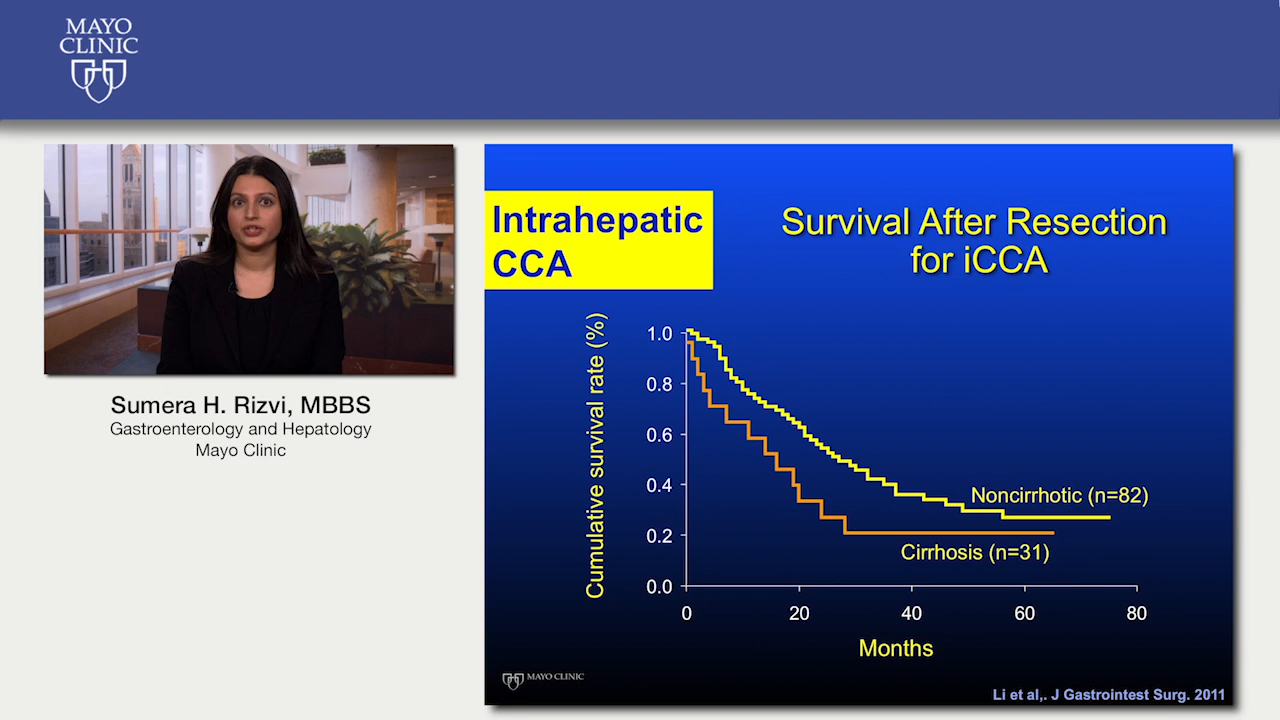 MAYO
CLINIC
Sumera H. Rizvi, MBBS
Gastroenterology and Hepatology
Mayo Clinic
Intrahepatic
CCA
Survival After Resection
for iCCA
Cumulative survival rate (%)
1.0
0.8
0.6
0.4
0.2
0.0
Noncirrhotic (n=82)
Cirrhosis (n=31)
0 20 40 60 80
Months
MAYO CLINIC
Li et al,. J Gastrointest Surg. 2011